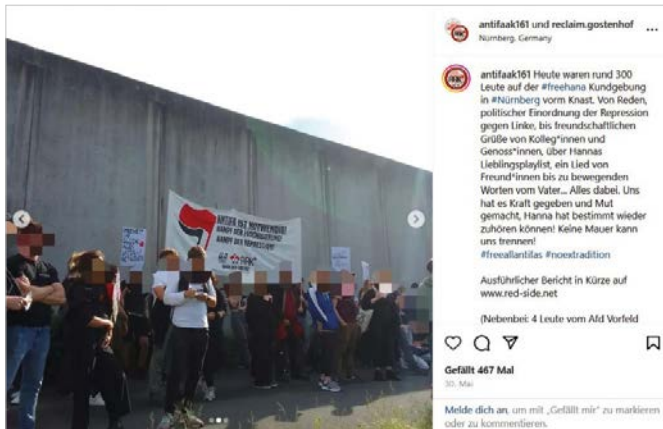 antifaak161 und reclaim.gostenhof
Nürnberg, Germany
antifaak161 Heute waren rund 300
Leute auf der #freehana Kundgebung
in #Nürnberg vorm Knast. Von Reden,
politischer Einordnung der Repression
gegen Linke, bis freundschaftlichen
Grüße von Kolleg*innen und
Genoss*innen, über Hannas
Lieblingsplaylist, ein Lied von
Freund*innen bis zu bewegenden
Worten vom Vater... Alles dabei. Uns
hat es Kraft gegeben und Mut
gemacht, Hanna hat bestimmt wieder
zuhören können! Keine Mauer kann
uns trennen!
#freeallantifas #noextradition
Ausführlicher Bericht in Kürze auf
www.red-side.net
(Nebenbei: 4 Leute vom Afd Vorfeld
Gefällt 467 Mal
30. Mai
Melde dich an, um mit „Gefällt mir" zu markieren
oder zu kommentieren.
ANTIFA IST NOTWENDIG!
KAMPF DER
KAMPF DER REPRESSION!